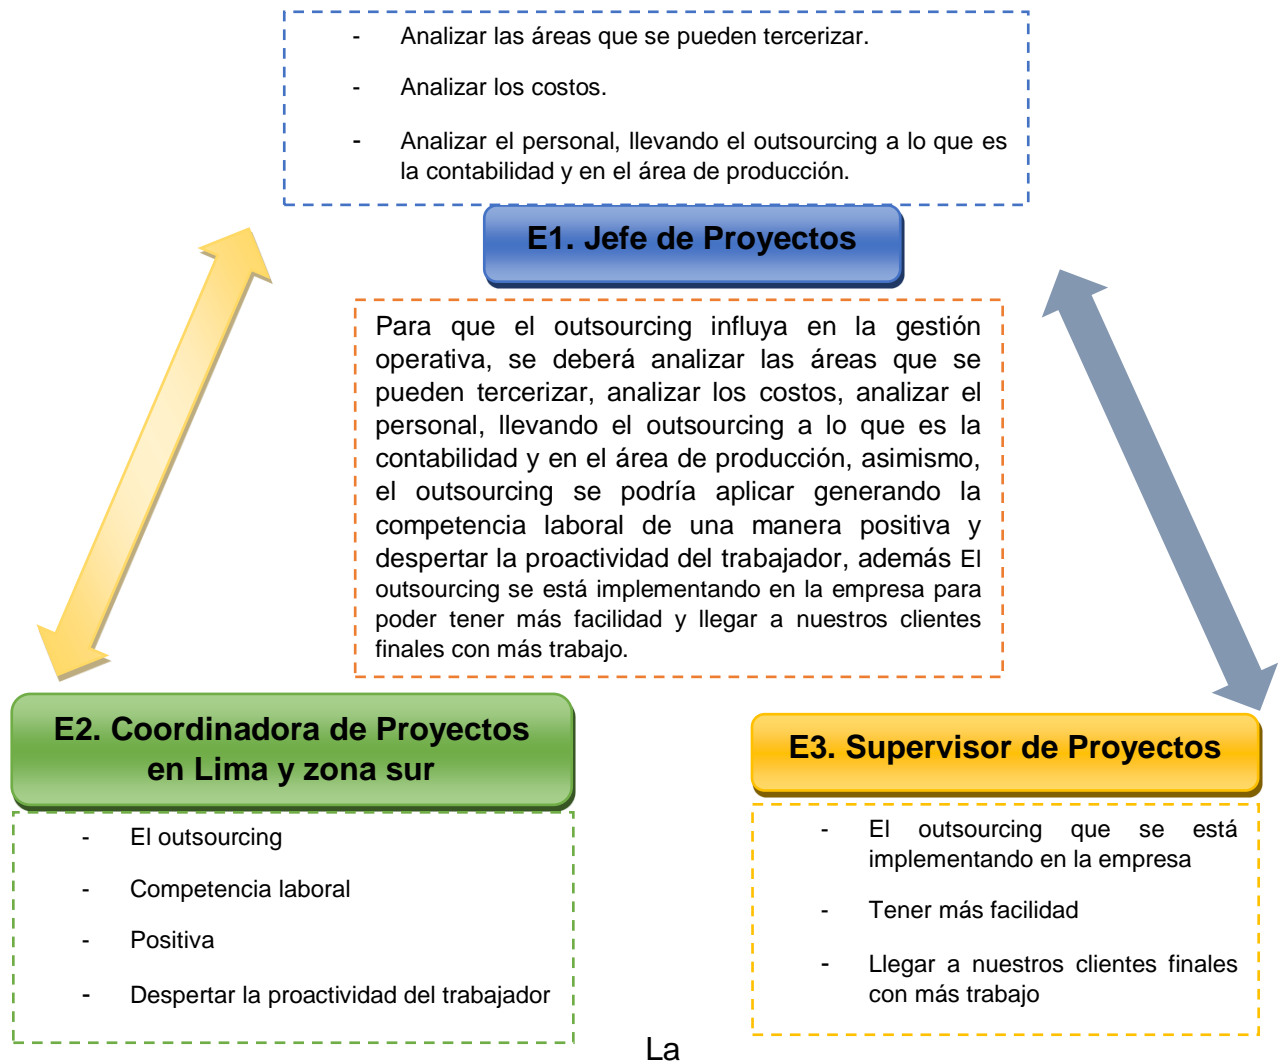 - Analizar las áreas que se pueden tercerizar.
- Analizar los costos.
- Analizar el personal, llevando el outsourcing a lo que es
la contabilidad y en el área de producción.
E1. Jefe de Proyectos
Para que el outsourcing influya en la gestión
operativa, se deberá analizar las áreas que se
pueden tercerizar, analizar los costos, analizar el
personal, llevando el outsourcing a lo que es la
contabilidad y en el área de producción, asimismo,
el outsourcing se podría aplicar generando la
competencia laboral de una manera positiva y
despertar la proactividad del trabajador, además El
outsourcing se está implementando en la empresa para
poder tener más facilidad y llegar a nuestros clientes
finales con más trabajo.
E2. Coordinadora de Proyectos
en Lima y zona sur
- El outsourcing
- Competencia laboral
- Positiva
- Despertar la proactividad del trabajador
E3. Supervisor de Proyectos
- El outsourcing que se está
implementando en la empresa
- Tener más facilidad
- Llegar a nuestros clientes finales
con más trabajo
La